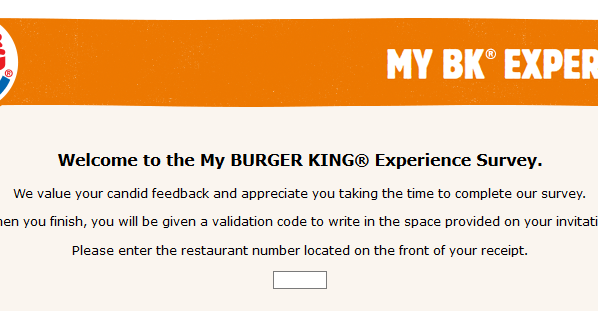 MY BK® EXPER
Welcome to the My BURGER KING® Experience Survey.
We value your candid feedback and appreciate you taking the time to complete our survey.
en you finish, you will be given a validation code to write in the space provided on your invitati
Please enter the restaurant number located on the front of your receipt.